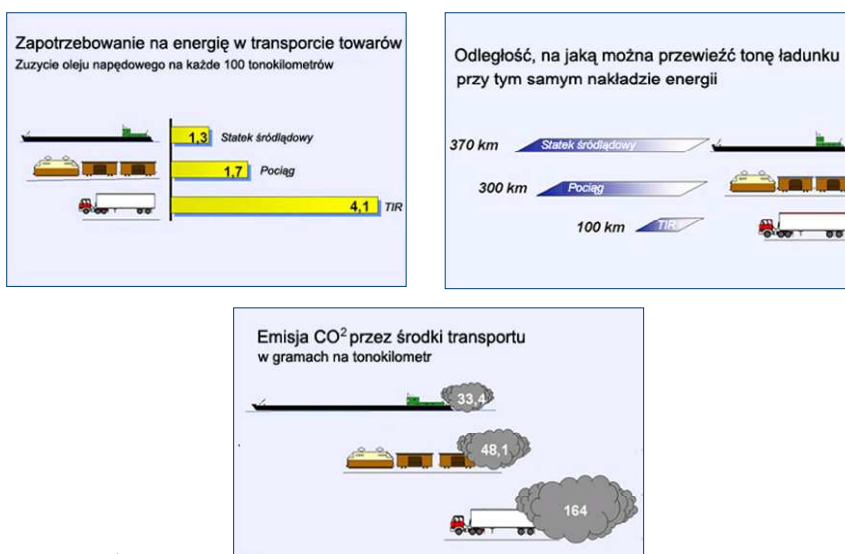 Zapotrzebowanie na energię w transporcie towarów
Zuzycie oleju napędowego na każde 100 tonokilometrów
1,3 Statek śródlądowy
1,7 Pociąg
4,1 TIR
Odległość, na jaką można przewieźć tonę ładunku
przy tym samym nakładzie energii
370 km Statek śródlądowy
300 km Pociąg
100 km TIR
Emisja CO² przez środki transportu
w gramach na tonokilometr
33,4
48,1
164